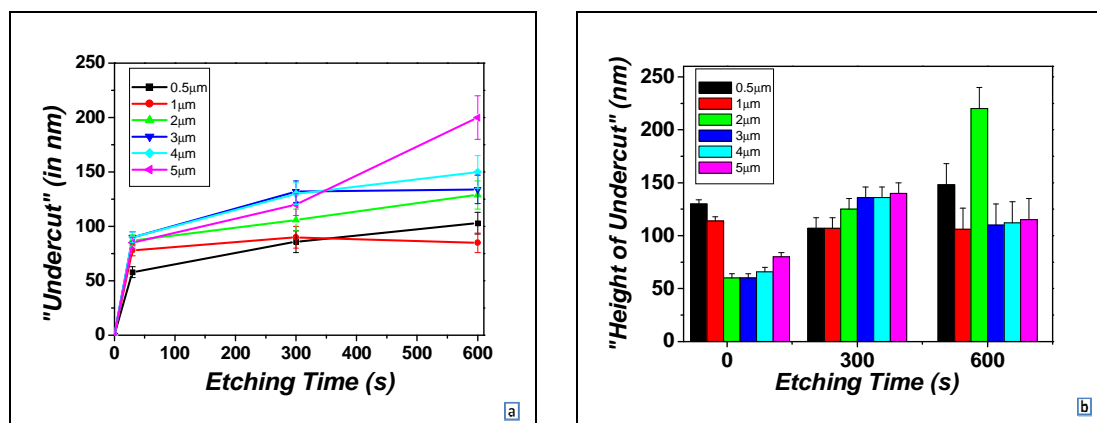 250
200
150
100
50
0
0.5μm
1μm
2μm
3μm
4μm
5μm
"Undercut" (in nm)
0 100 200 300 400 500 600
Etching Time (s)
a
250
200
150
100
50
0
0.5μm
1μm
2μm
3μm
4μm
5μm
"Height of Undercut" (nm)
0 300 600
Etching Time (s)
b